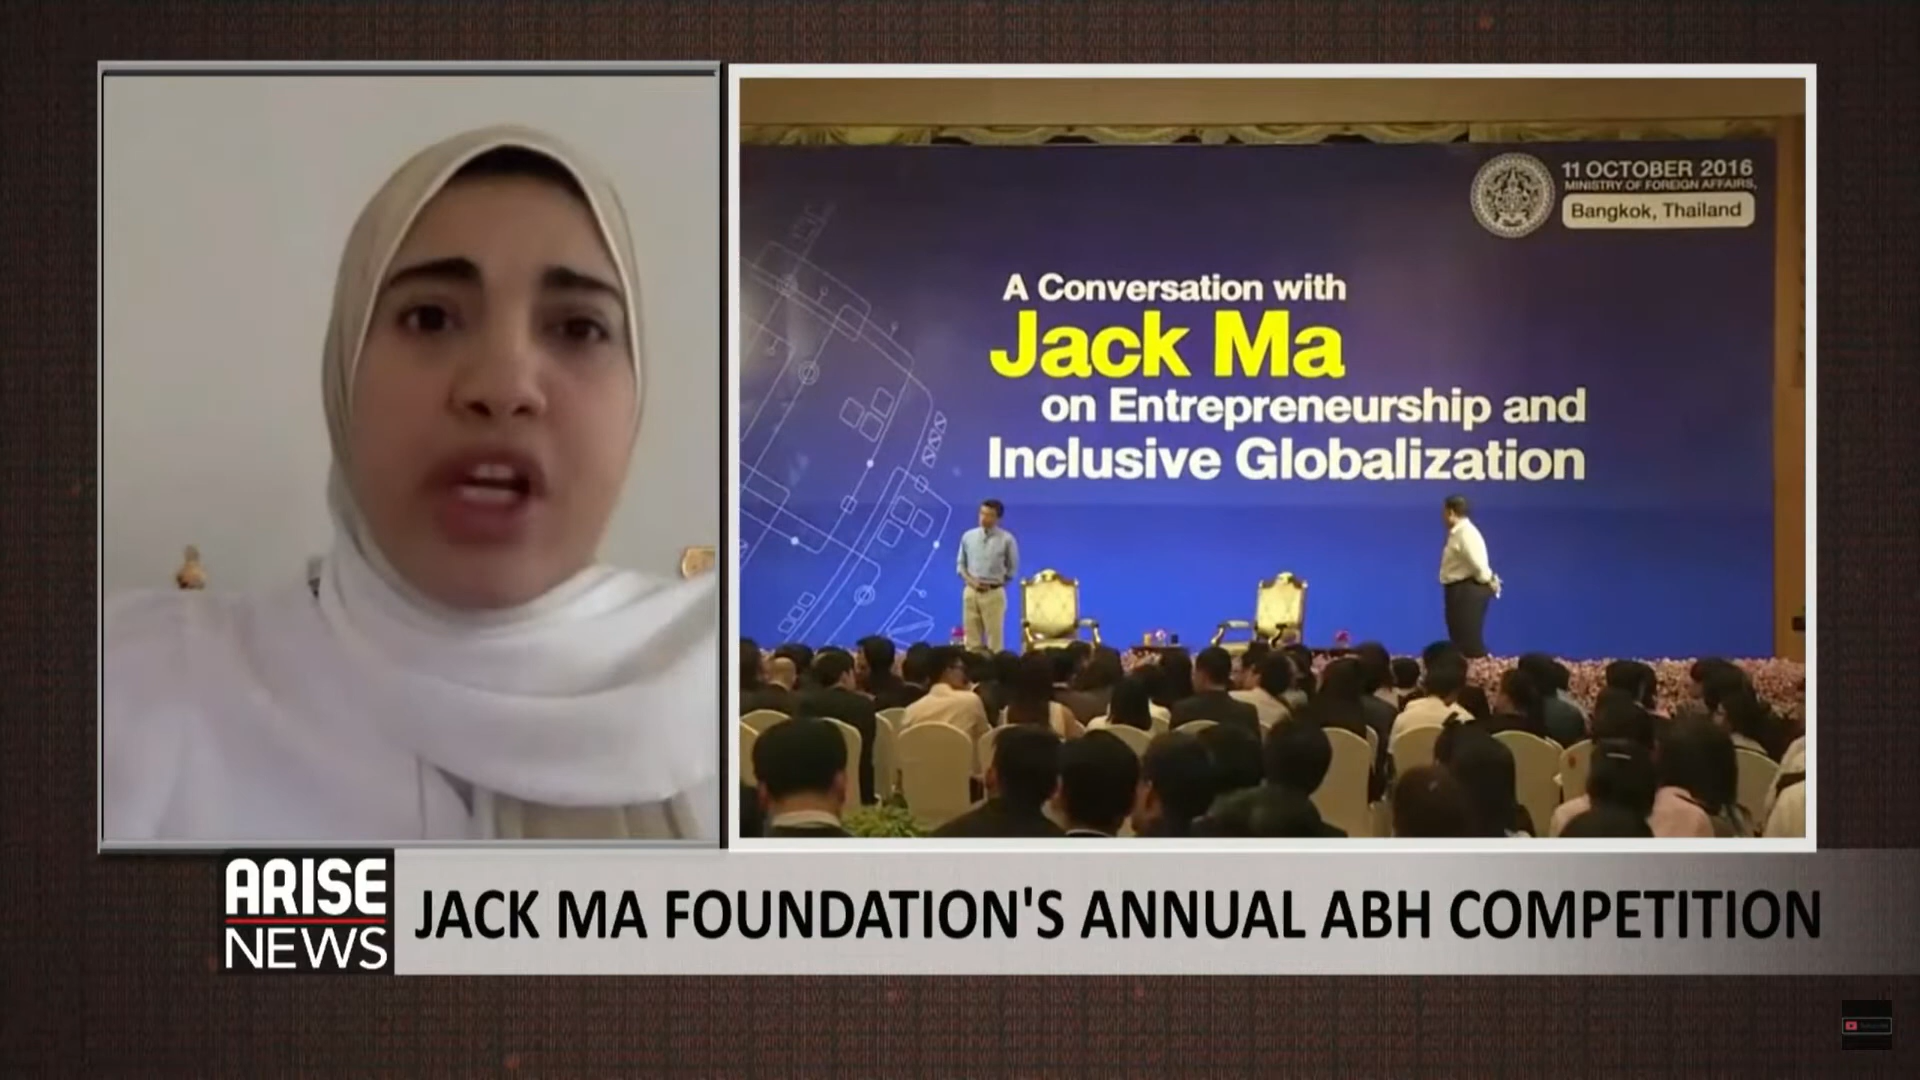 11 OCTOBER 2016
MINISTRY OF FOREIGN AFFAIRS,
Bangkok, Thailand
A Conversation with
Jack Ma
on Entrepreneurship and
Inclusive Globalization
ARISE
NEWS
JACK MA FOUNDATION'S ANNUAL ABH COMPETITION